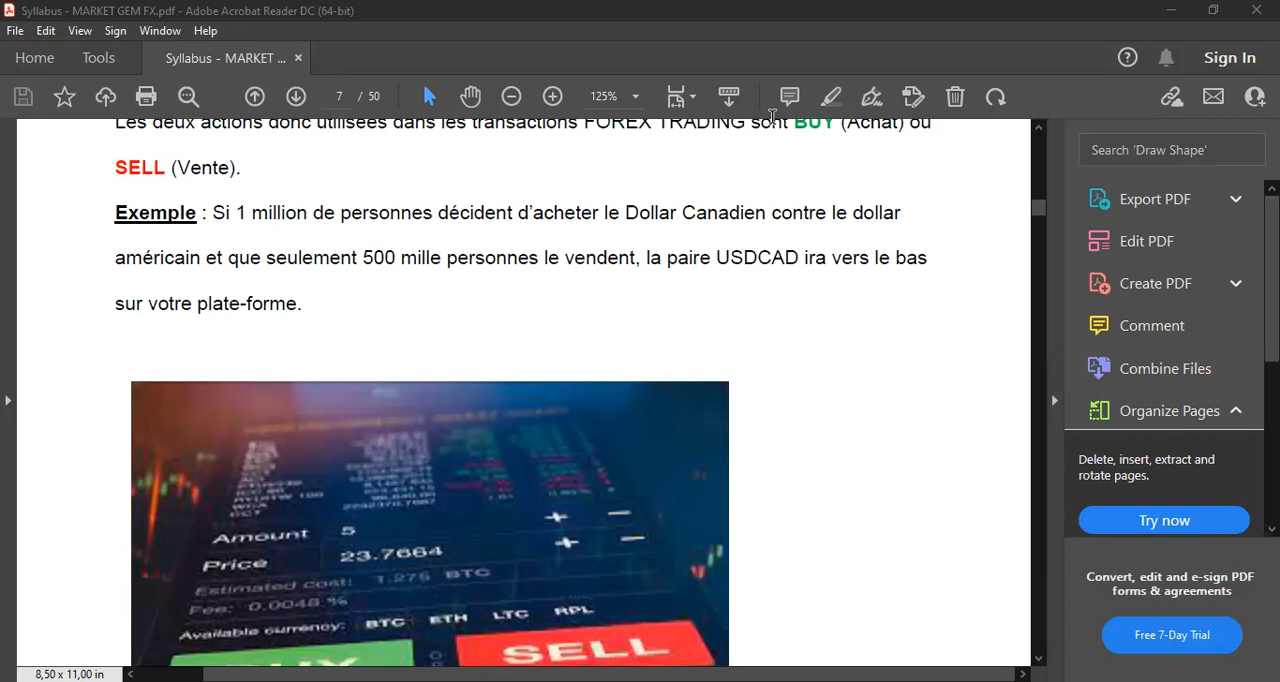 Syllabus - MARKET GEM FX.pdf - Adobe Acrobat Reader DC (64-bit)
File Edit View Sign Window Help
Home Tools Syllabus - MARKET ... × Sign In
7 / 50 125%
Les deux actions donc utilisées dans les transactions FOREX TRADING sont BUY (Achat) ou
SELL (Vente).
Exemple : Si 1 million de personnes décident d’acheter le Dollar Canadien contre le dollar
américain et que seulement 500 mille personnes le vendent, la paire USDCAD ira vers le bas
sur votre plate-forme.
Amount 5
Price 23.7664
Estimated cost: 1.275 BTC
Fee: 0.0048 %
Available currency: BTC ETH LTC RPL
BUY SELL
8,50 x 11,00 in
Search 'Draw Shape'
Export PDF
Edit PDF
Create PDF
Comment
Combine Files
Organize Pages
Delete, insert, extract and
rotate pages.
Try now
Convert, edit and e-sign PDF
forms & agreements
Free 7-Day Trial